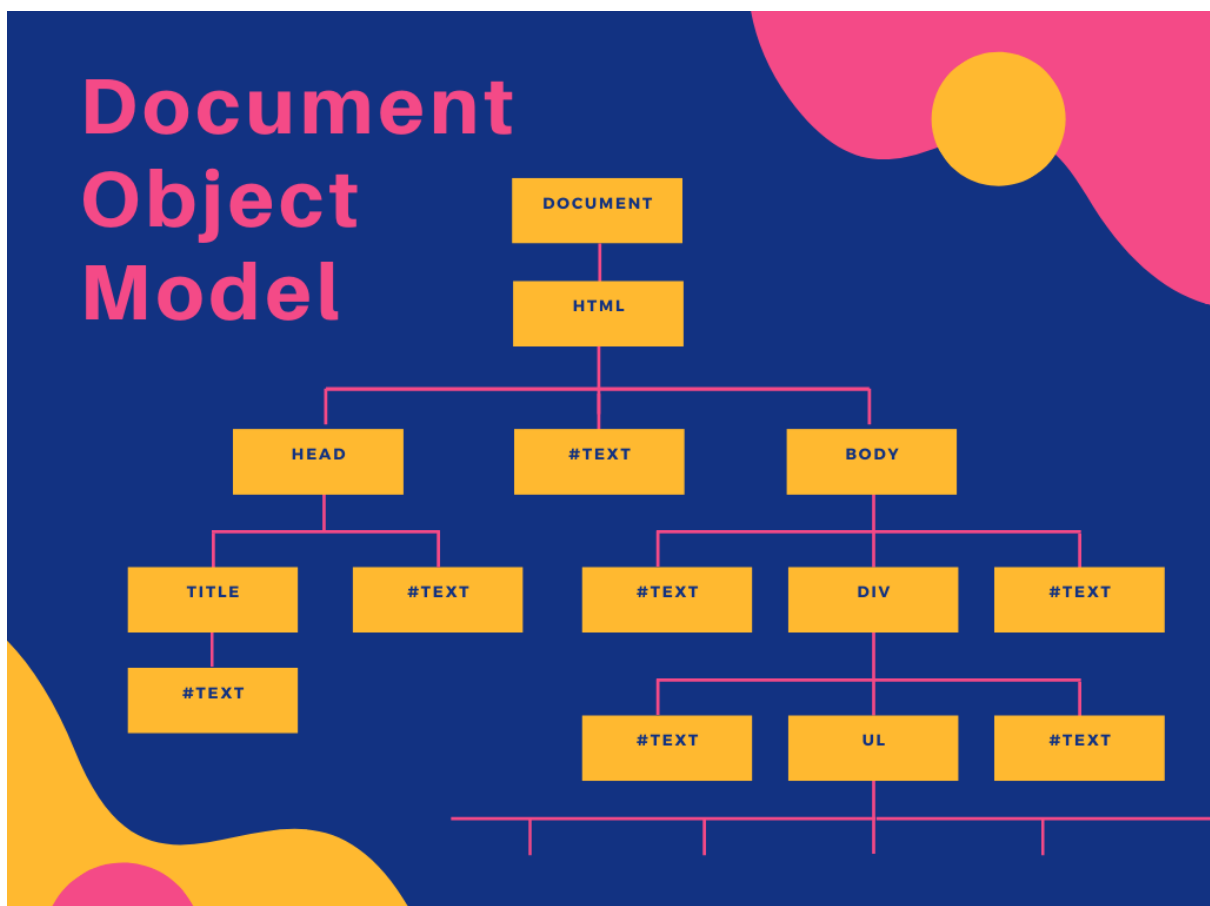 Document
Object
Model
DOCUMENT
HTML
HEAD
#TEXT
BODY
TITLE
#TEXT
#TEXT
DIV
#TEXT
#TEXT
#TEXT
UL
#TEXT